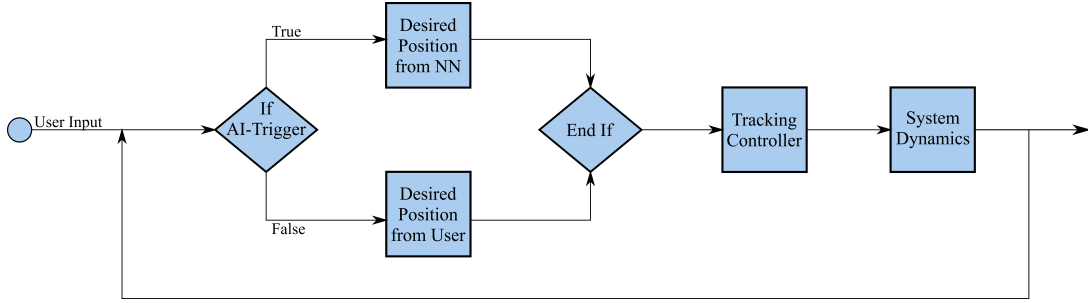 User Input
If
AI-Trigger
True
False
Desired
Position
from NN
Desired
Position
from User
End If
Tracking
Controller
System
Dynamics